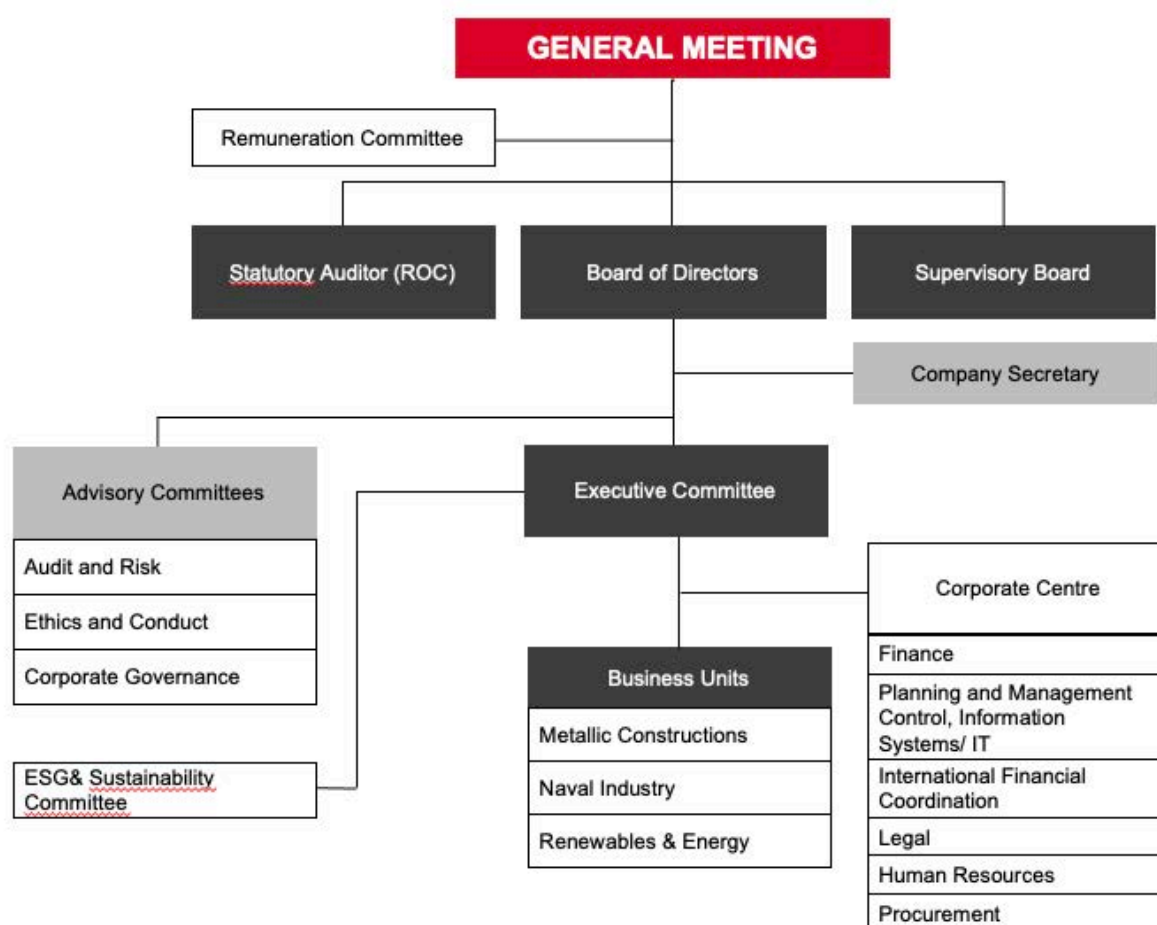 GENERAL MEETING
Remuneration Committee
Statutory Auditor (ROC)
Board of Directors
Supervisory Board
Company Secretary
Advisory Committees
Audit and Risk
Ethics and Conduct
Corporate Governance
ESG& Sustainability
Committee
Executive Committee
Business Units
Metallic Constructions
Naval Industry
Renewables & Energy
Corporate Centre
Finance
Planning and Management
Control, Information
Systems/ IT
International Financial
Coordination
Legal
Human Resources
Procurement